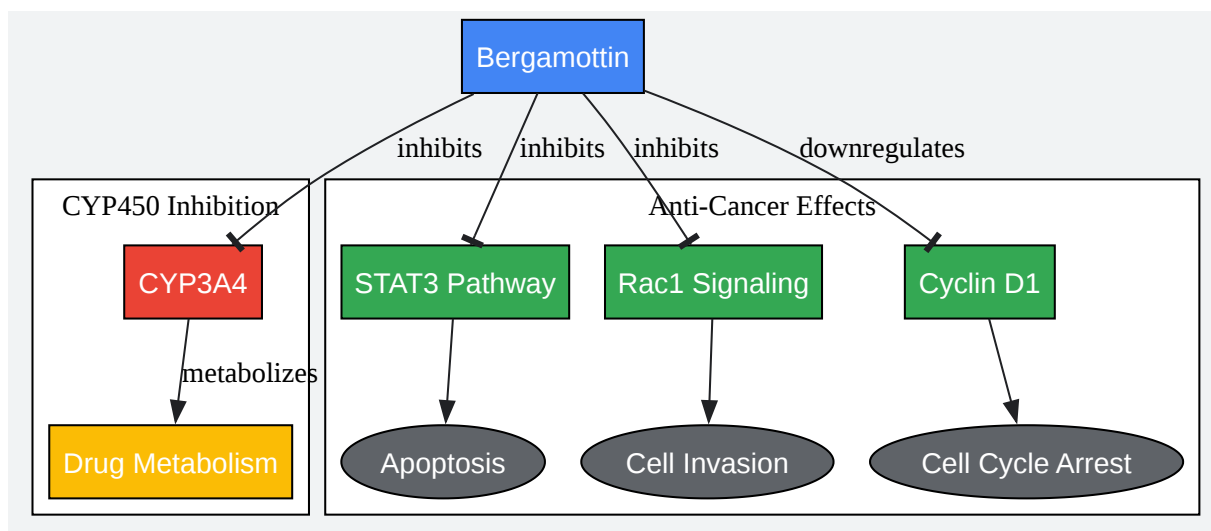 Bergamottin
inhibits
inhibits
inhibits
downregulates
CYP450 Inhibition
Anti-Cancer Effects
CYP3A4
STAT3 Pathway
Rac1 Signaling
Cyclin D1
metabolizes
Drug Metabolism
Apoptosis
Cell Invasion
Cell Cycle Arrest